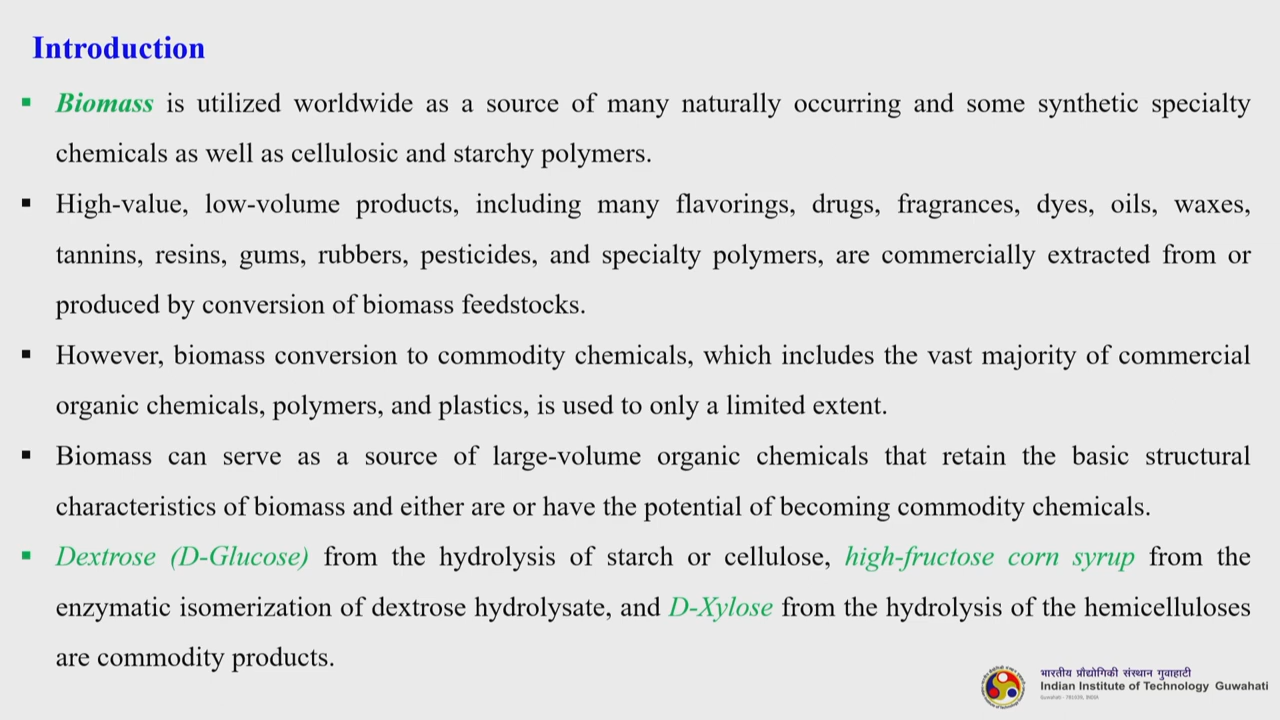 Introduction
▪ Biomass is utilized worldwide as a source of many naturally occurring and some synthetic specialty
chemicals as well as cellulosic and starchy polymers.
▪ High-value, low-volume products, including many flavorings, drugs, fragrances, dyes, oils, waxes,
tannins, resins, gums, rubbers, pesticides, and specialty polymers, are commercially extracted from or
produced by conversion of biomass feedstocks.
▪ However, biomass conversion to commodity chemicals, which includes the vast majority of commercial
organic chemicals, polymers, and plastics, is used to only a limited extent.
▪ Biomass can serve as a source of large-volume organic chemicals that retain the basic structural
characteristics of biomass and either are or have the potential of becoming commodity chemicals.
▪ Dextrose (D-Glucose) from the hydrolysis of starch or cellulose, high-fructose corn syrup from the
enzymatic isomerization of dextrose hydrolysate, and D-Xylose from the hydrolysis of the hemicelluloses
are commodity products.
भारतीय प्रौद्योगिकी संस्थान गुवाहाटी
Indian Institute of Technology Guwahati
Guwahati - 781039, INDIA